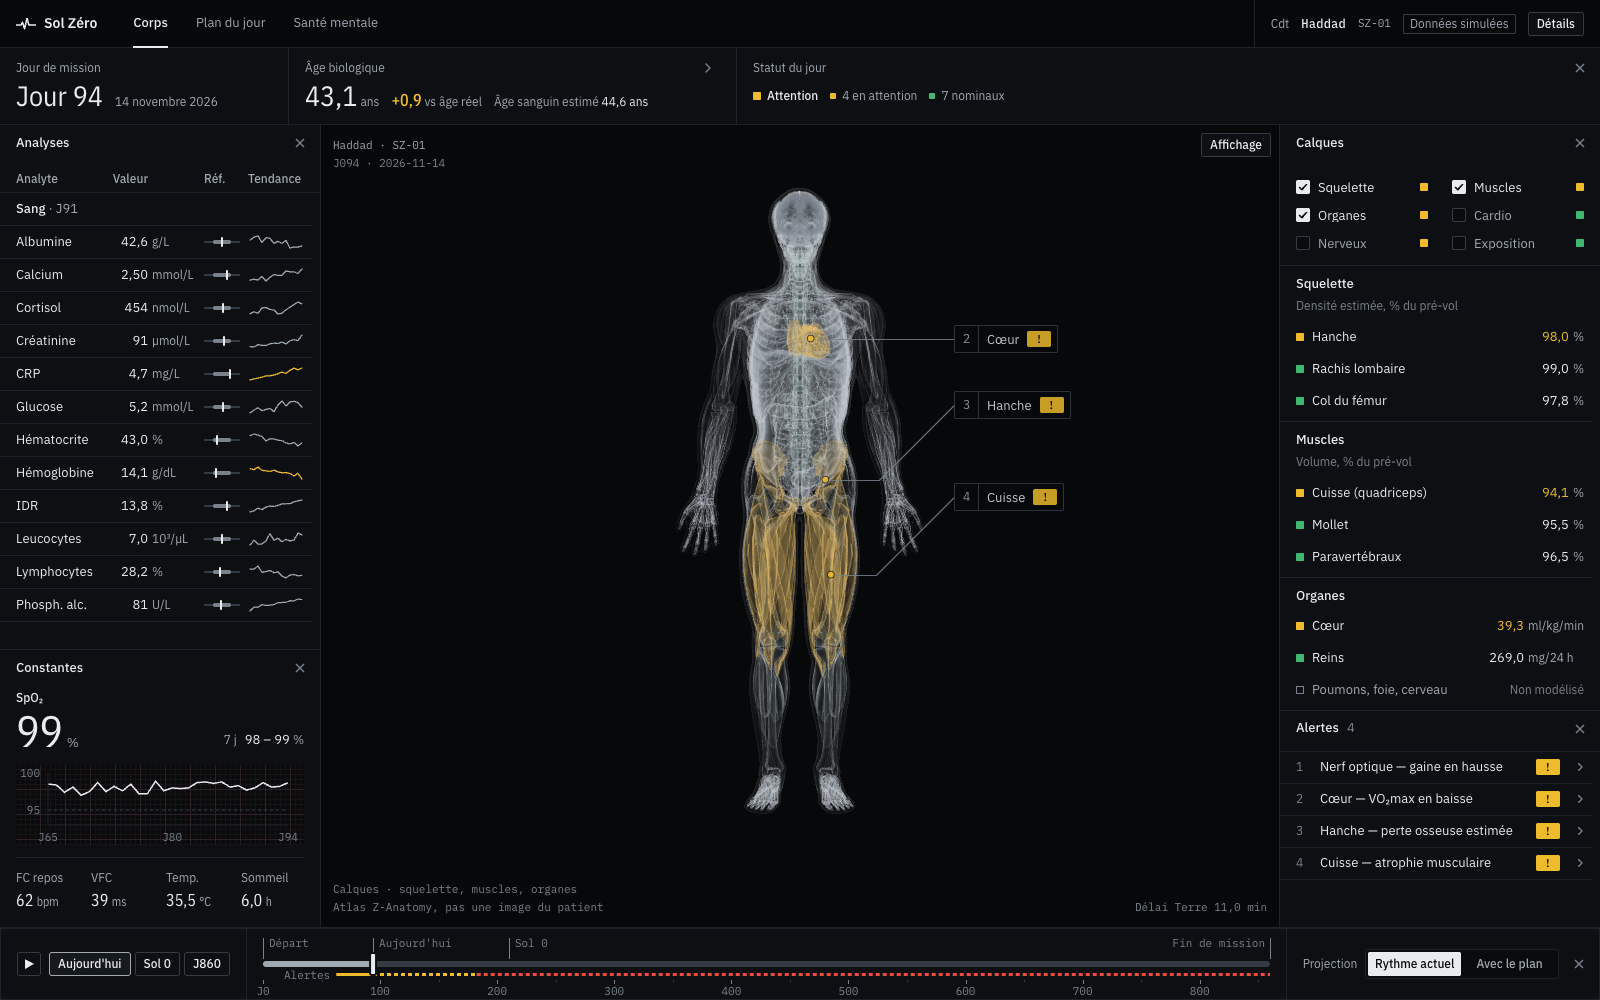 Sol Zéro
Corps
Plan du jour
Santé mentale
Cdt Haddad SZ-01
Données simulées
Détails
Jour de mission
Jour 94 14 novembre 2026
Âge biologique
43,1 ans +0,9 vs âge réel Âge sanguin estimé 44,6 ans
Statut du jour
Attention 4 en attention 7 nominaux
Analyses
Analyte Valeur Réf. Tendance
Sang · J91
Albumine 42,6 g/L
Calcium 2,50 mmol/L
Cortisol 454 nmol/L
Créatinine 91 µmol/L
CRP 4,7 mg/L
Glucose 5,2 mmol/L
Hématocrite 43,0 %
Hémoglobine 14,1 g/dL
IDR 13,8 %
Leucocytes 7,0 10³/µL
Lymphocytes 28,2 %
Phosph. alc. 81 U/L
Constantes
SpO₂
99 %
7 j 98 – 99 %
100
95
J65 J80 J94
FC repos VFC Temp. Sommeil
62 bpm 39 ms 35,5 °C 6,0 h
Haddad · SZ-01
J094 · 2026-11-14
Affichage
2 Cœur !
3 Hanche !
4 Cuisse !
Calques · squelette, muscles, organes
Atlas Z-Anatomy, pas une image du patient
Délai Terre 11,0 min
Calques
Squelette Muscles
Organes Cardio
Nerveux Exposition
Squelette
Densité estimée, % du pré-vol
Hanche 98,0 %
Rachis lombaire 99,0 %
Col du fémur 97,8 %
Muscles
Volume, % du pré-vol
Cuisse (quadriceps) 94,1 %
Mollet 95,5 %
Paravertébraux 96,5 %
Organes
Cœur 39,3 ml/kg/min
Reins 269,0 mg/24 h
Poumons, foie, cerveau Non modélisé
Alertes 4
1 Nerf optique — gaine en hausse !
2 Cœur — VO₂max en baisse !
3 Hanche — perte osseuse estimée !
4 Cuisse — atrophie musculaire !
Aujourd'hui
Sol 0
J860
Départ Aujourd'hui Sol 0 Fin de mission
Alertes
J0 100 200 300 400 500 600 700 800
Projection
Rythme actuel
Avec le plan